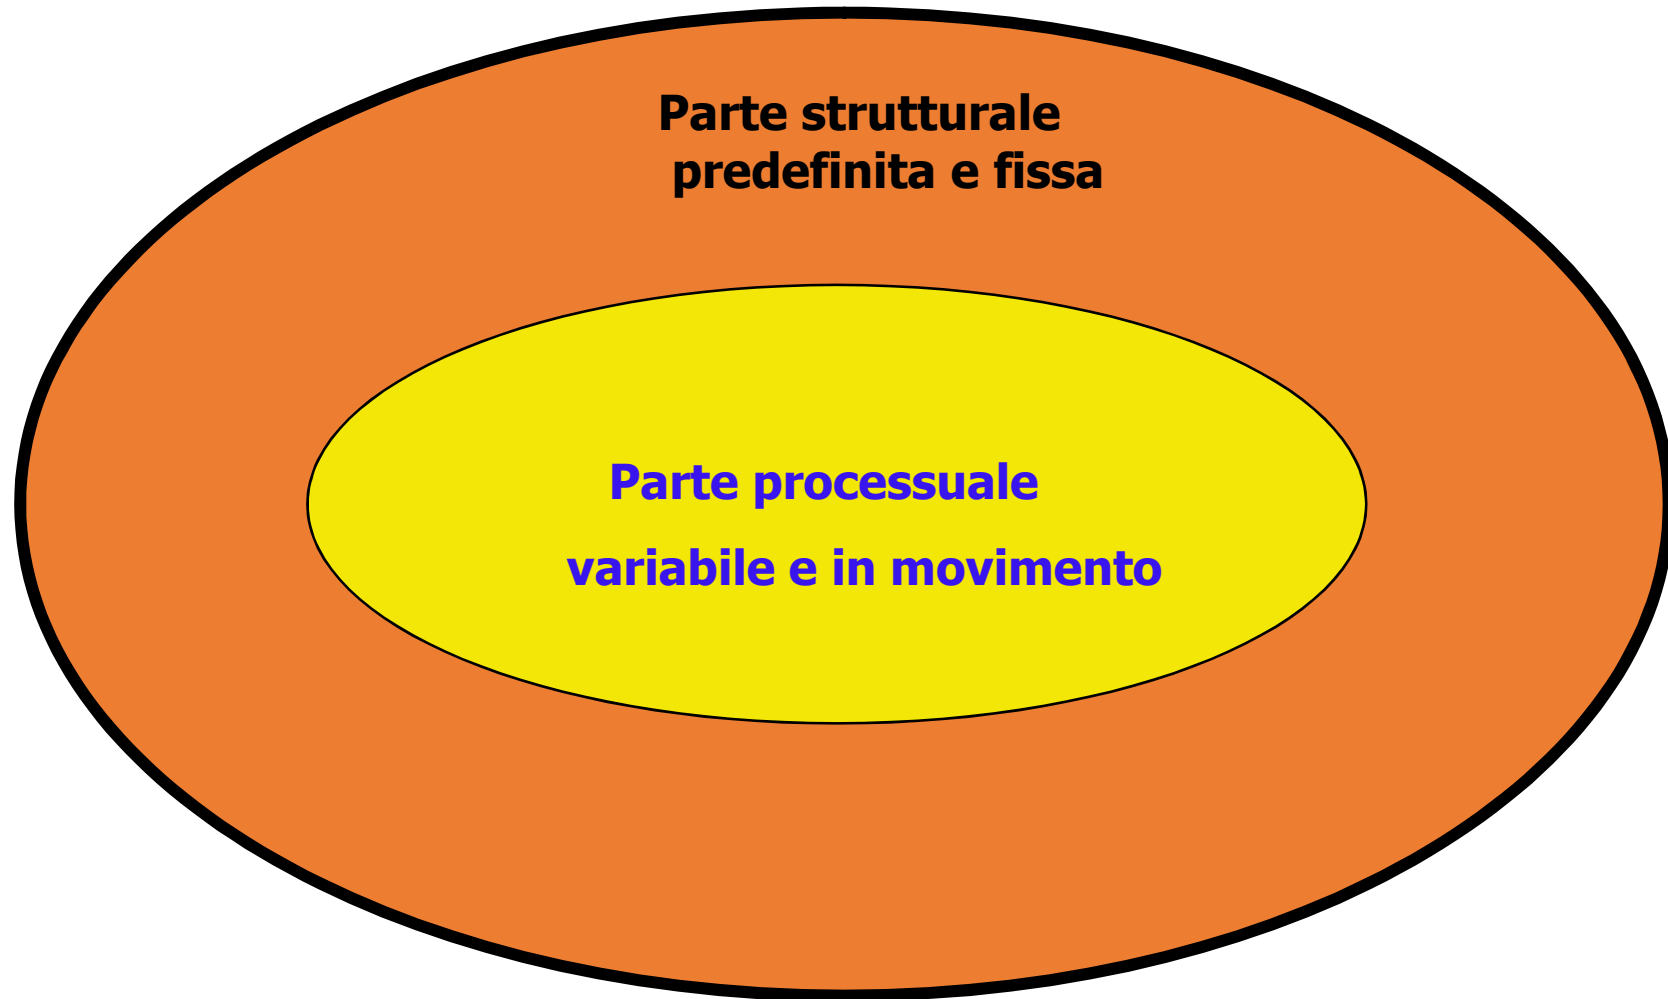 Parte strutturale
predefinita e fissa
Parte processuale
variabile e in movimento